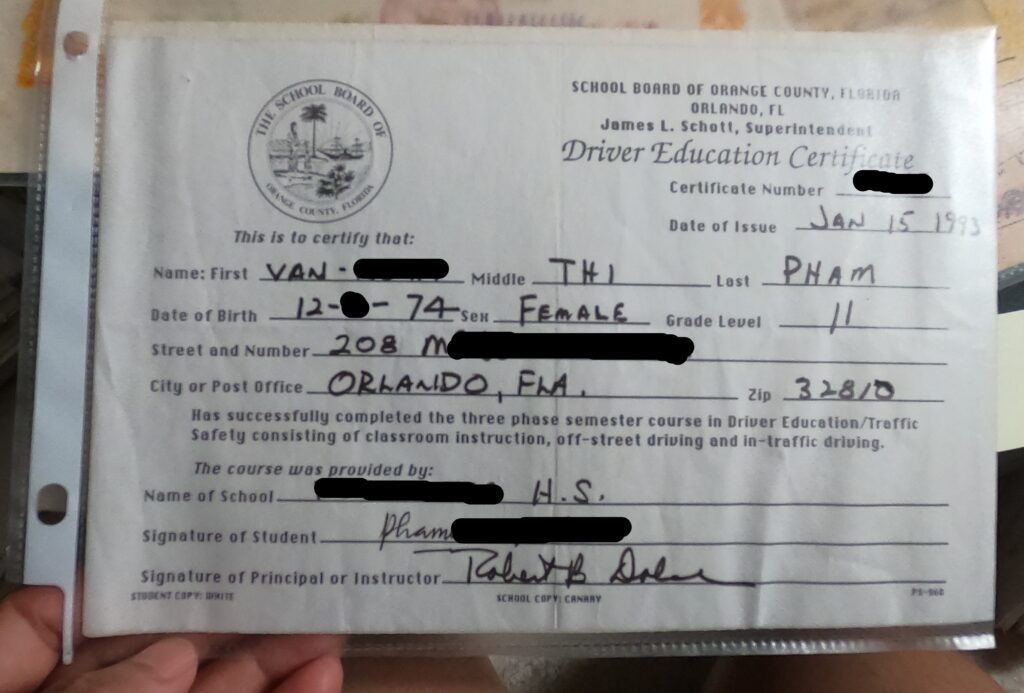 THE SCHOOL BOARD OF
ORANGE COUNTY, FLORIDA
SCHOOL BOARD OF ORANGE COUNTY, FLORIDA
ORLANDO, FL
James L. Schott, Superintendent
Driver Education Certificate
Certificate Number
Date of Issue JAN 15 1993
This is to certify that:
Name: First VAN - Middle THI Last PHAM
Date of Birth 12- - 74 Sex FEMALE Grade Level 11
Street and Number 208 M
City or Post Office ORLANDO, FLA. Zip 32810
Has successfully completed the three phase semester course in Driver Education/Traffic
Safety consisting of classroom instruction, off-street driving and in-traffic driving.
The course was provided by:
Name of School H.S.
Signature of Student Pham
Signature of Principal or Instructor Robert B
STUDENT COPY: WHITE SCHOOL COPY: CANARY